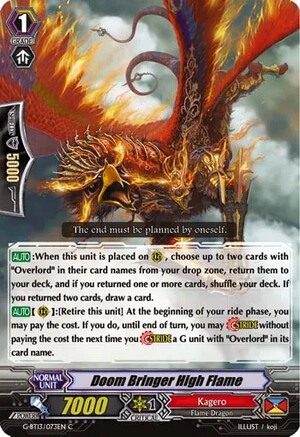 1
GRADE
BOOST
5000
SHIELD
The end must be planned by oneself.
AUTO:When this unit is placed on R, choose up to two cards with
"Overlord" in their card names from your drop zone, return them to
your deck, and if you returned one or more cards, shuffle your deck. If
you returned two cards, draw a card.
AUTO[R]:[Retire this unit] At the beginning of your ride phase, you
may pay the cost. If you do, until end of turn, you may STRIDE without
paying the cost the next time you STRIDE a G unit with "Overlord" in its
card name.
NORMAL
UNIT
Doom Bringer High Flame
POWER
7000
1
CRITICAL
Kagero
Flame Dragon
G-BT13/073EN C
ILLUST / koji